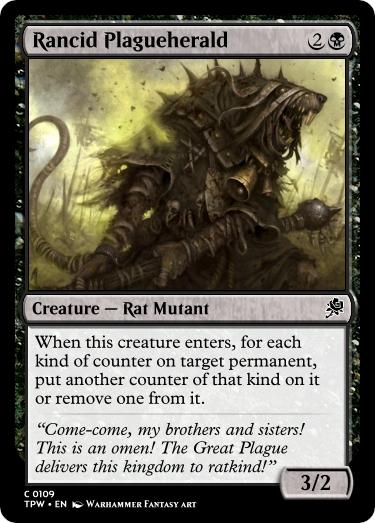 Rancid Plagueherald 2
Creature — Rat Mutant
When this creature enters, for each
kind of counter on target permanent,
put another counter of that kind on it
or remove one from it.
“Come-come, my brothers and sisters!
This is an omen! The Great Plague
delivers this kingdom to ratkind!”
3/2
C 0109
TPW • EN Warhammer Fantasy art